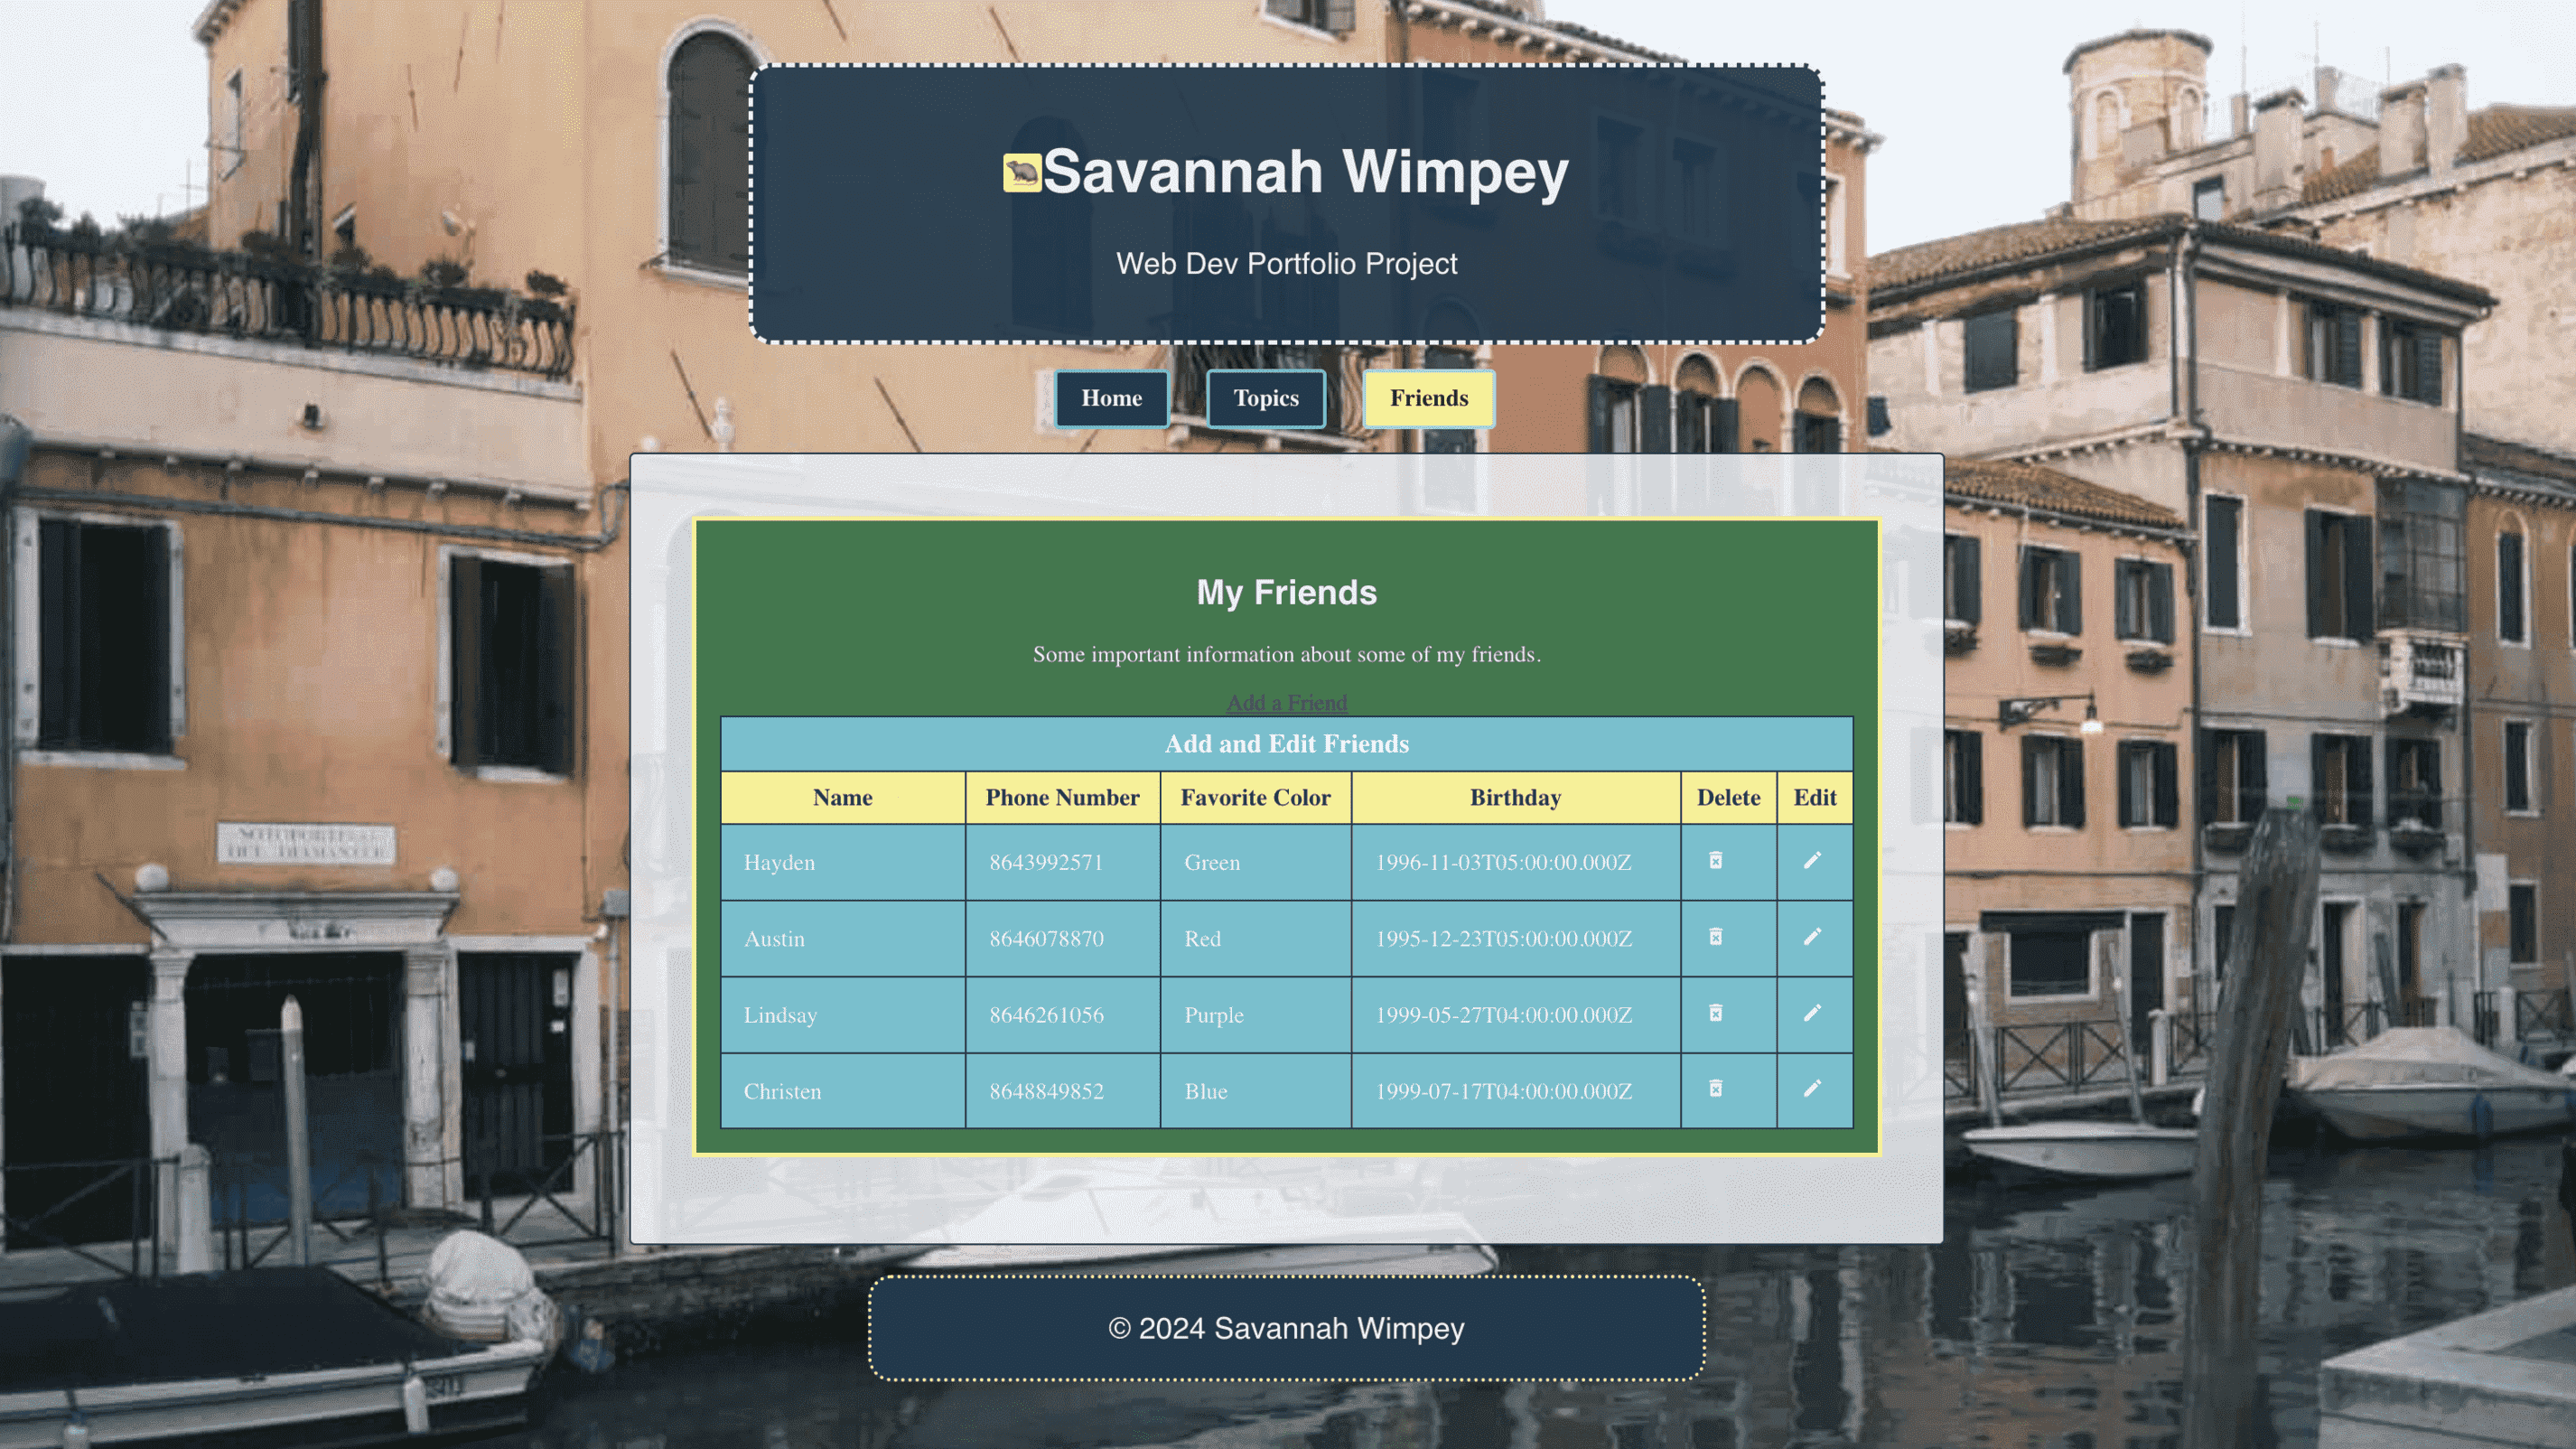 Savannah Wimpey
Web Dev Portfolio Project
Home Topics Friends
My Friends
Some important information about some of my friends.
Add a Friend
Add and Edit Friends
Name Phone Number Favorite Color Birthday Delete Edit
Hayden 8643992571 Green 1996-11-03T05:00:00.000Z
Austin 8646078870 Red 1995-12-23T05:00:00.000Z
Lindsay 8646261056 Purple 1999-05-27T04:00:00.000Z
Christen 8648849852 Blue 1999-07-17T04:00:00.000Z
© 2024 Savannah Wimpey